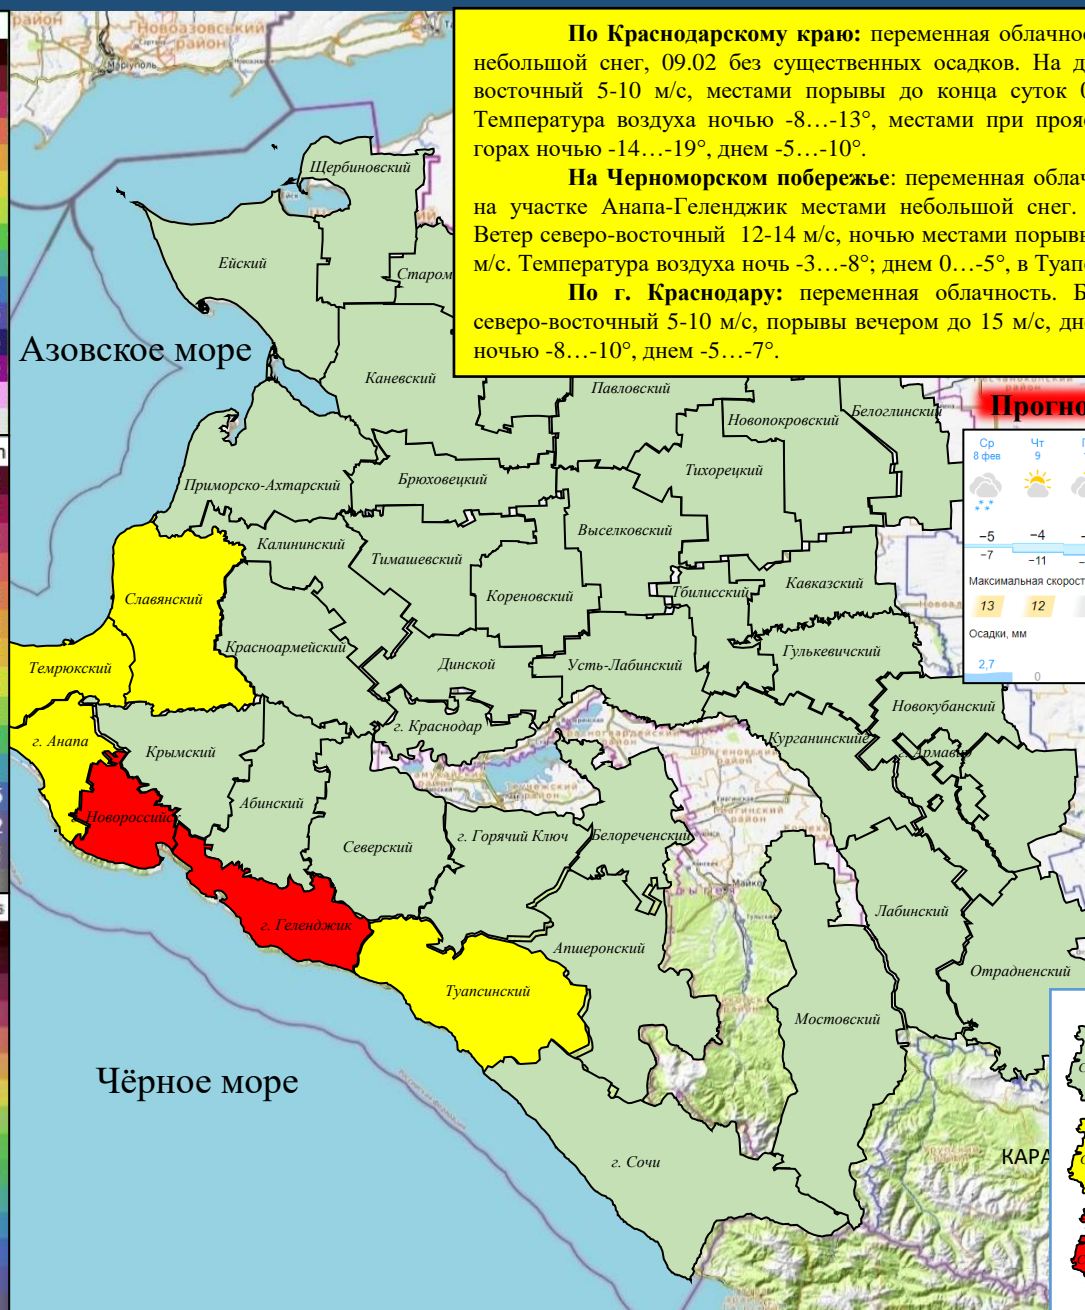 По Краснодарскому краю: переменная облачнос
небольшой снег, 09.02 без существенных осадков. На д
восточный 5-10 м/с, местами порывы до конца суток 0
Температура воздуха ночью -8…-13°, местами при прояс
горах ночью -14…-19°, днем -5…-10°.
На Черноморском побережье: переменная облач
на участке Анапа-Геленджик местами небольшой снег.
Ветер северо-восточный 12-14 м/с, ночью местами порывы
м/с. Температура воздуха ночь -3…-8°; днем 0…-5°, в Туап
По г. Краснодару: переменная облачность. Б
северо-восточный 5-10 м/с, порывы вечером до 15 м/с, дне
ночью -8…-10°, днем -5…-7°.
Новоазовський
район
Мариуполь
Щербиновский
Ейский
Старом
Азовское море
Каневский
Павловский
Новопокровский
Белоглинский
Прогно
Ср
8 фев
Чт
9
−5
−4
−7
−11
Максимальная скорост
13
12
Осадки, мм
2,7
0
Тихорецкий
Приморско-Ахтарский
Брюховецкий
Выселковский
Калининский
Тимашевский
Славянский
Кореновский
Тбилисский
Кавказский
Красноармейский
Динской
Усть-Лабинский
Гулькевичский
Темрюкский
г. Анапа
Крымский
г. Краснодар
Курганинский
Новокубанский
г. Армавир
Новороссийск
Абинский
Северский
г. Горячий Ключ
Белореченский
Майко
Лабинский
г. Геленджик
Апшеронский
Отрадненский
Туапсинский
Мостовский
Чёрное море
г. Сочи
КАРА